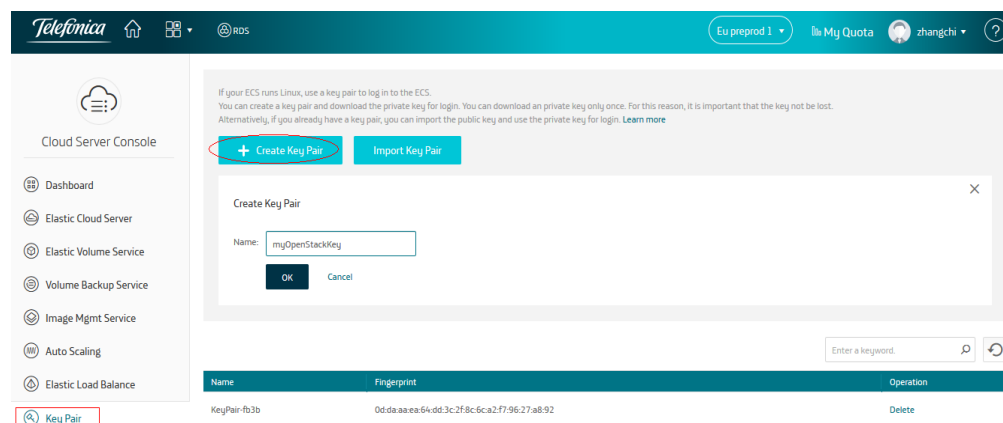 Telefónica
RDS
Eu preprod 1
My Quota
zhangchi
?
Cloud Server Console
Dashboard
Elastic Cloud Server
Elastic Volume Service
Volume Backup Service
Image Mgmt Service
Auto Scaling
Elastic Load Balance
Key Pair
If your ECS runs Linux, use a key pair to log in to the ECS.
You can create a key pair and download the private key for login. You can download an private key only once. For this reason, it is important that the key not be lost.
Alternatively, if you already have a key pair, you can import the public key and use the private key for login. Learn more
+ Create Key Pair
Import Key Pair
Create Key Pair
Name: myOpenStackKey
OK Cancel
Enter a keyword.
Name Fingerprint Operation
KeyPair-fb3b 0d:da:aa:ea:64:dd:3c:2f:8c:6c:a2:f7:96:27:a8:92 Delete